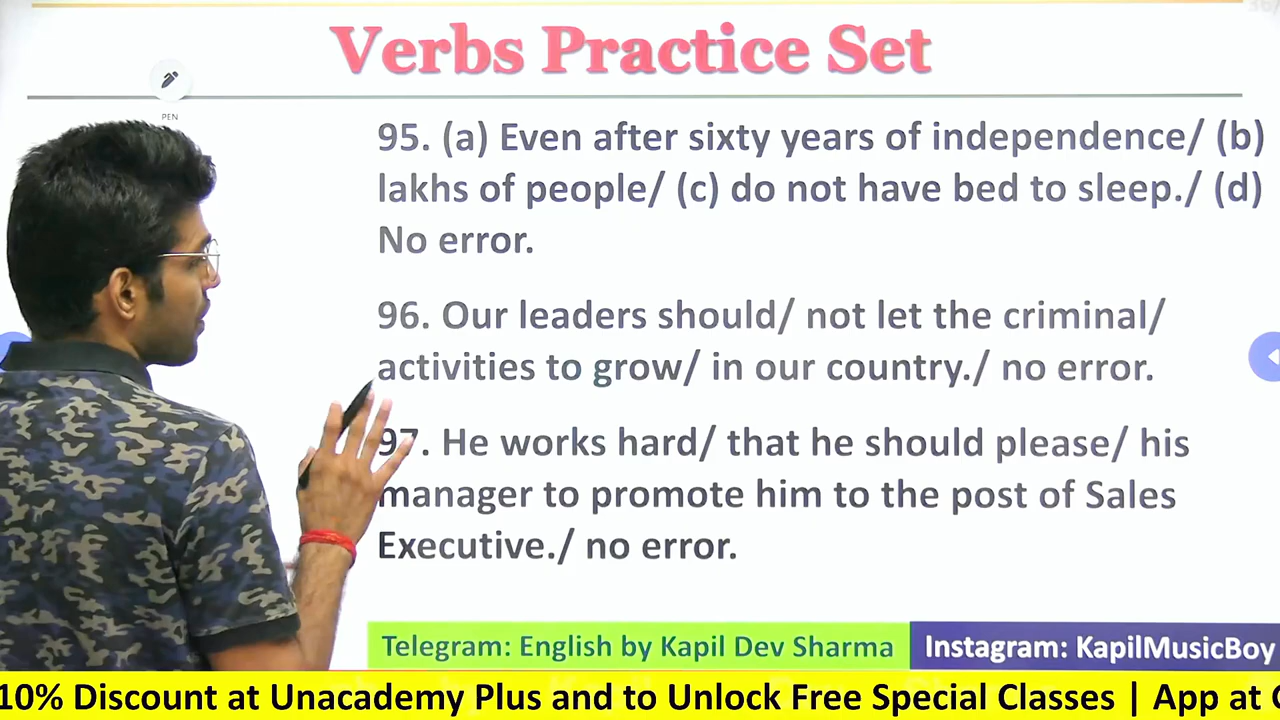 Verbs Practice Set
PEN
95. (a) Even after sixty years of independence/ (b)
lakhs of people/ (c) do not have bed to sleep./ (d)
No error.
96. Our leaders should/ not let the criminal/
activities to grow/ in our country./ no error.
97. He works hard/ that he should please/ his
manager to promote him to the post of Sales
Executive./ no error.
Telegram: English by Kapil Dev Sharma
Instagram: KapilMusicBoy
10% Discount at Unacademy Plus and to Unlock Free Special Classes | App at